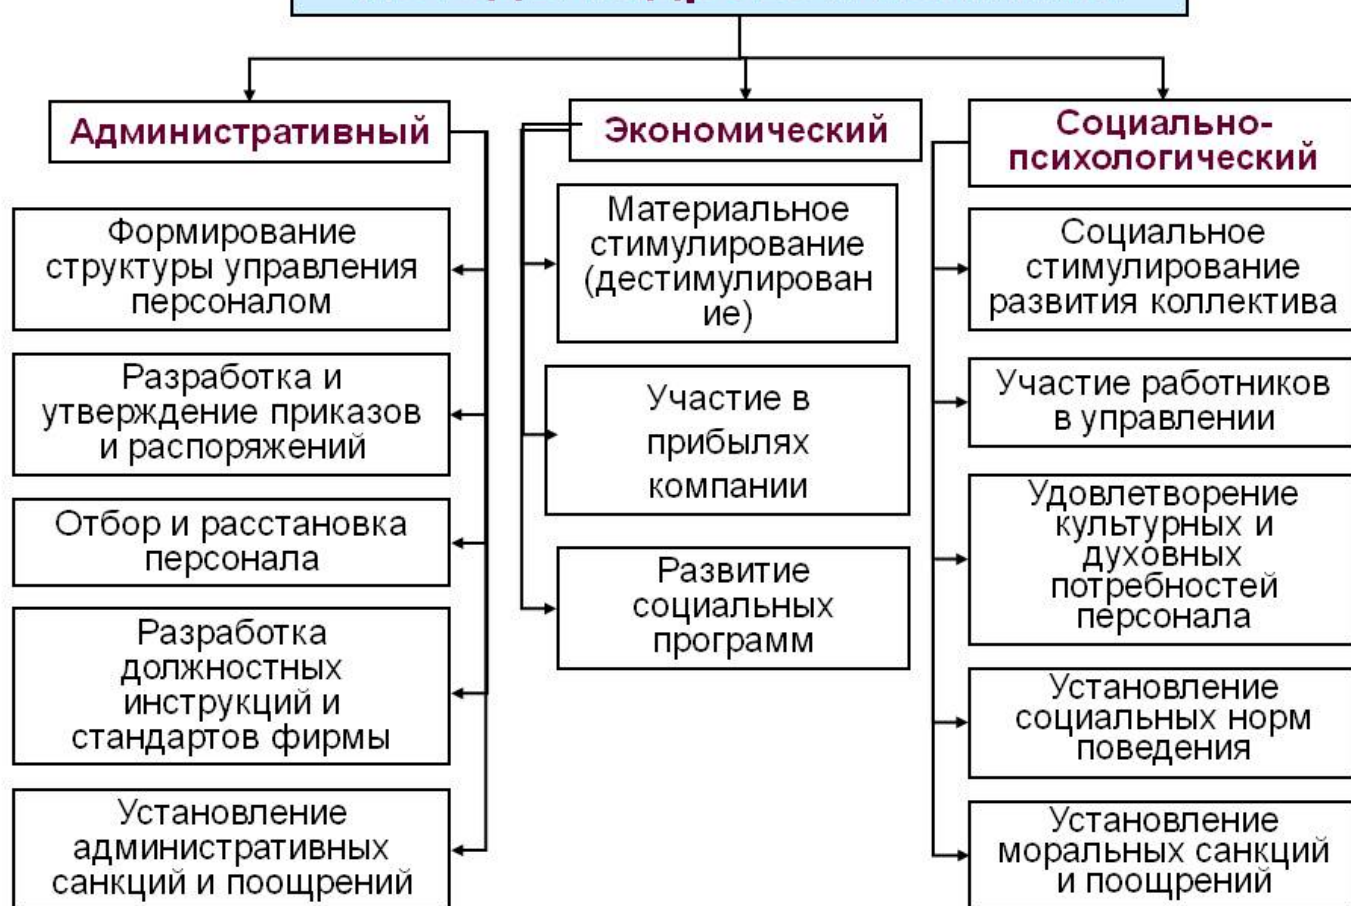 Административный
Формирование
структуры управления
персоналом
Разработка и
утверждение приказов
и распоряжений
Отбор и расстановка
персонала
Разработка
должностных
инструкций и
стандартов фирмы
Установление
административных
санкций и поощрений
Экономический
Материальное
стимулирование
(дестимулирован
ие)
Участие в
прибылях
компании
Развитие
социальных
программ
Социально-
психологический
Социальное
стимулирование
развития коллектива
Участие работников
в управлении
Удовлетворение
культурных и
духовных
потребностей
персонала
Установление
социальных норм
поведения
Установление
моральных санкций
и поощрений